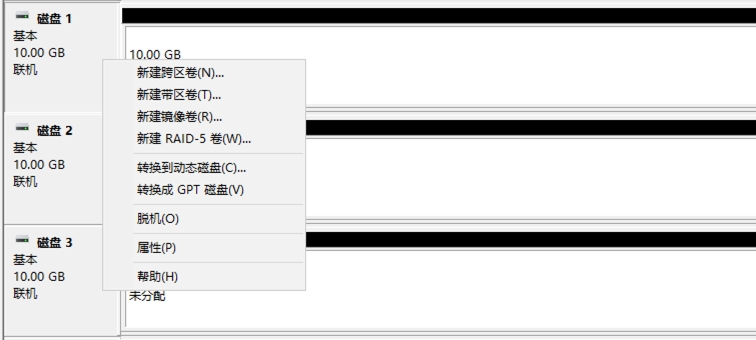 磁盘 1
基本
10.00 GB
联机
10.00 GB
新建跨区卷(N)...
新建带区卷(T)...
新建镜像卷(R)...
新建 RAID-5 卷(W)...
转换到动态磁盘(C)...
转换成 GPT 磁盘(V)
脱机(O)
属性(P)
帮助(H)
磁盘 2
基本
10.00 GB
联机
磁盘 3
基本
10.00 GB
联机
未分配